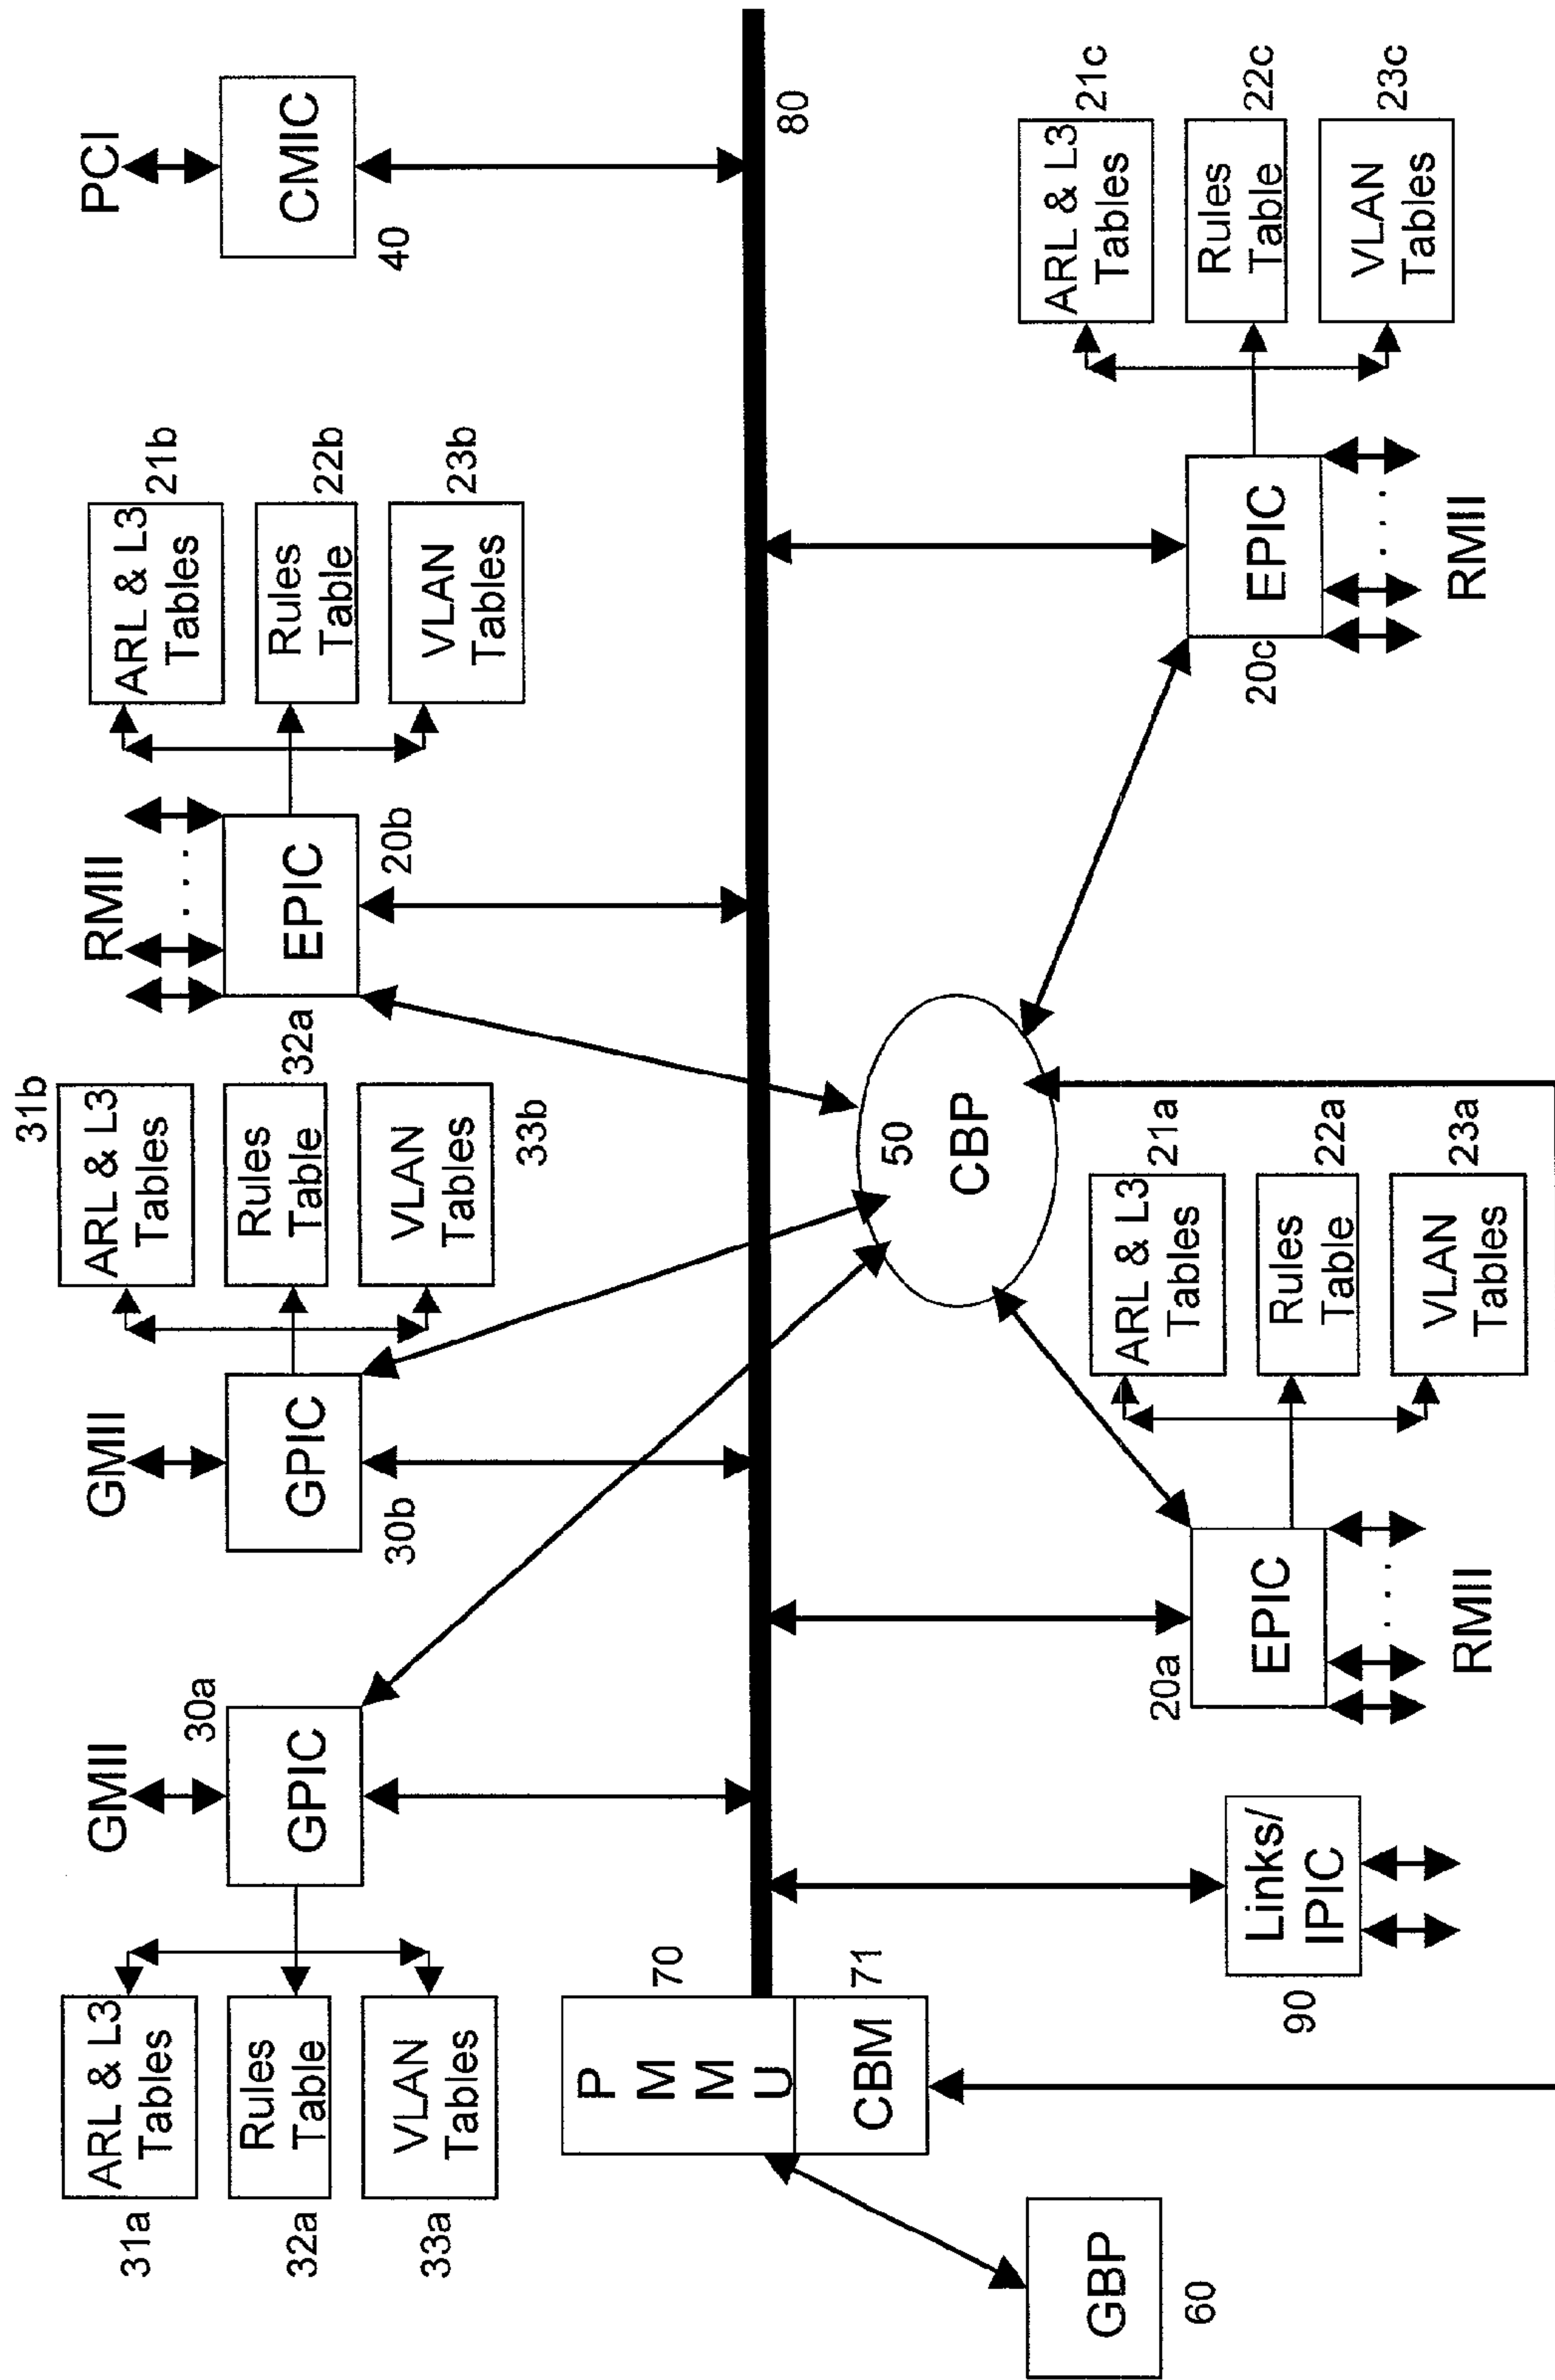 31a
ARL & L3
Tables
32a
Rules
Table
33a
VLAN
Tables
GMII
30a
GPIC
GMII
GPIC
30b
31b
ARL & L3
Tables
Rules
Table
32a
VLAN
Tables
33b
RMII
. . .
EPIC
20b
ARL & L3
Tables
21b
Rules
Table
22b
VLAN
Tables
23b
PCI
CMIC
40
P
M
M
U
70
CBM
71
80
GBP
60
Links/
IPIC
90
50
CBP
20a
EPIC
. . .
RMII
ARL & L3
Tables
21a
Rules
Table
22a
VLAN
Tables
23a
20c
EPIC
. . .
RMII
ARL & L3
Tables
21c
Rules
Table
22c
VLAN
Tables
23c